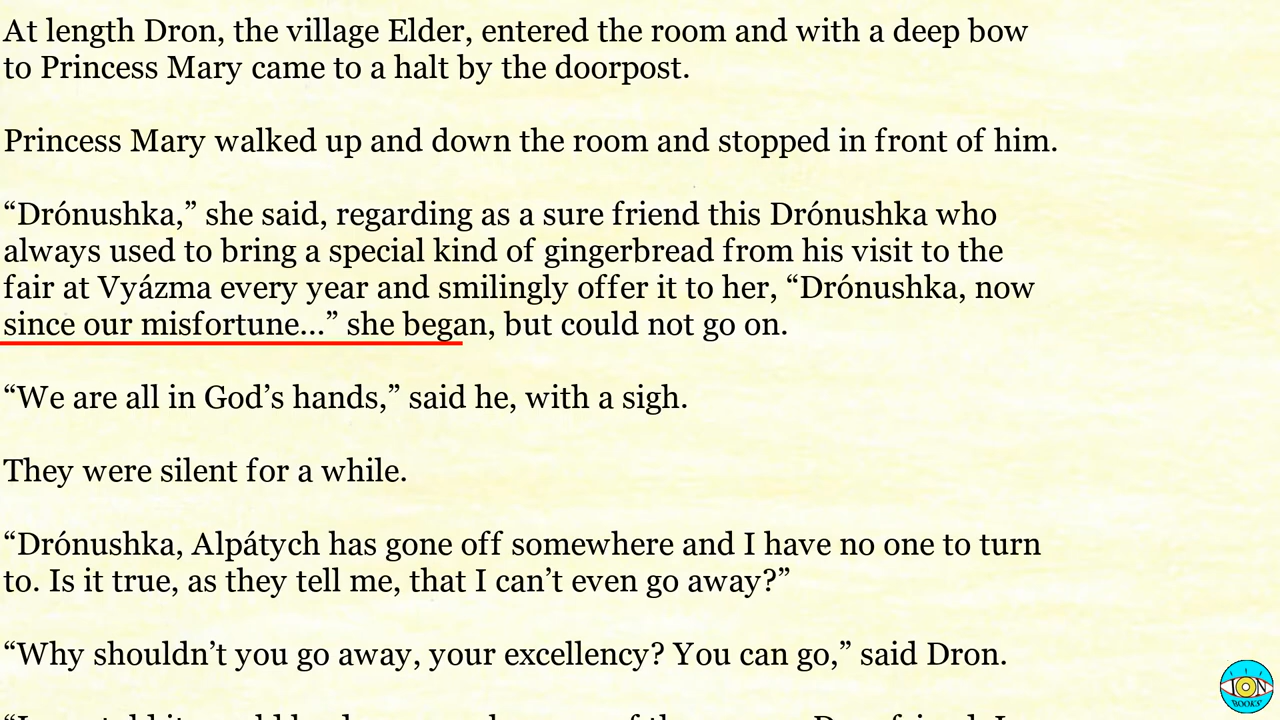 At length Dron, the village Elder, entered the room and with a deep bow
to Princess Mary came to a halt by the doorpost.
Princess Mary walked up and down the room and stopped in front of him.
“Drónushka,” she said, regarding as a sure friend this Drónushka who
always used to bring a special kind of gingerbread from his visit to the
fair at Vyázma every year and smilingly offer it to her, “Drónushka, now
since our misfortune...” she began, but could not go on.
“We are all in God’s hands,” said he, with a sigh.
They were silent for a while.
“Drónushka, Alpátych has gone off somewhere and I have no one to turn
to. Is it true, as they tell me, that I can’t even go away?”
“Why shouldn’t you go away, your excellency? You can go,” said Dron.
ION
BOOKS